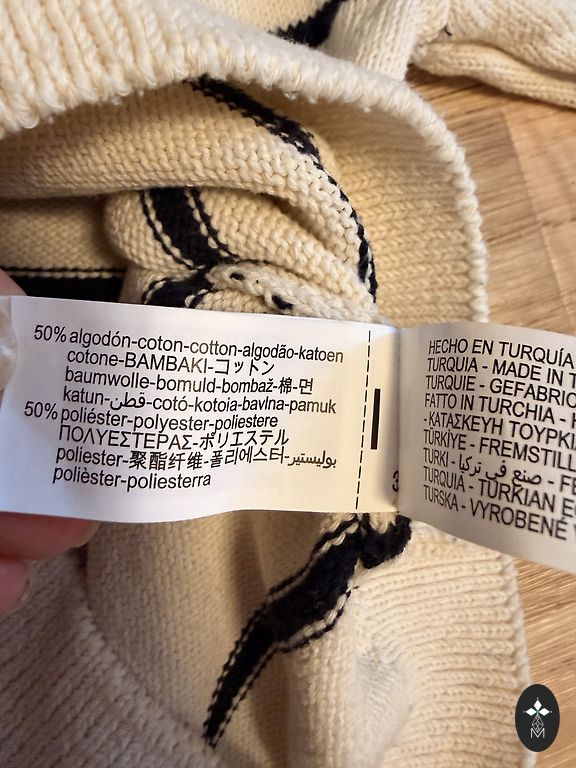 50% algodón-coton-cotton-algodão-katoen
cotone-BAMBAKI-コットン
baumwolle-bomuld-bombaž-棉-면
katun-قطن-cotó-kotoia-bavlna-pamuk
50% poliéster-polyester-poliestere
ΠΟΛΥΕΣΤΕΡΑΣ-ポリエステル
poliester-聚酯纤维-폴리에스터-بوليستير
polièster-poliesterra
HECHO EN TURQUÍA
TURQUIA - MADE IN
TURQUIE - GEFABRIC
FATTO IN TURCHIA -
- ΚΑΤΑΣΚΕΥΗ ΤΟΥΡΚΙ
TÜRKİYE - FREMSTILL
TURKI - صنع في تركيا - FE
TURQUIA - TURKIAN E
TURSKA - VYROBENÉ
M